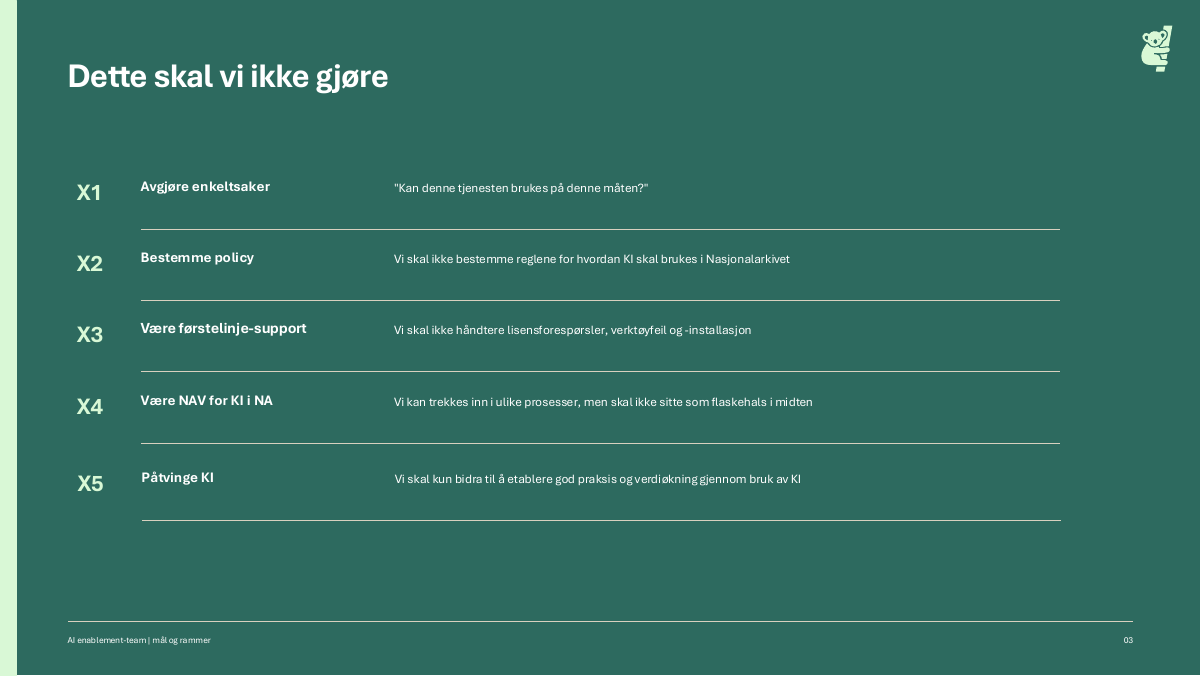 Dette skal vi ikke gjøre
X1
Avgjøre enkeltsaker
"Kan denne tjenesten brukes på denne måten?"
X2
Bestemme policy
Vi skal ikke bestemme reglene for hvordan KI skal brukes i Nasjonalarkivet
X3
Være førstelinje-support
Vi skal ikke håndtere lisensforespørsler, verktøyfeil og -installasjon
X4
Være NAV for KI i NA
Vi kan trekkes inn i ulike prosesser, men skal ikke sitte som flaskehals i midten
X5
Påtvinge KI
Vi skal kun bidra til å etablere god praksis og verdiøkning gjennom bruk av KI
AI enablement-team | mål og rammer
03